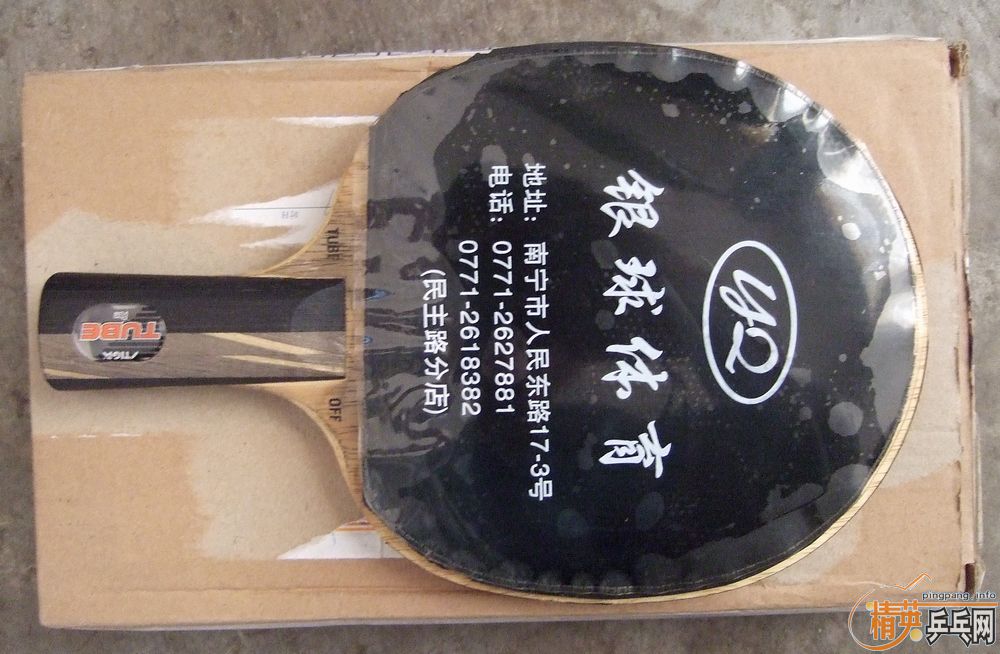 YQ
银球体育
地址：南宁市人民东路17-3号
电话：0771-2627881
0771-2618382
(民主路分店)
TUBE
OFF
STIGA
TUBE
pingpang.info
精英乒乓网